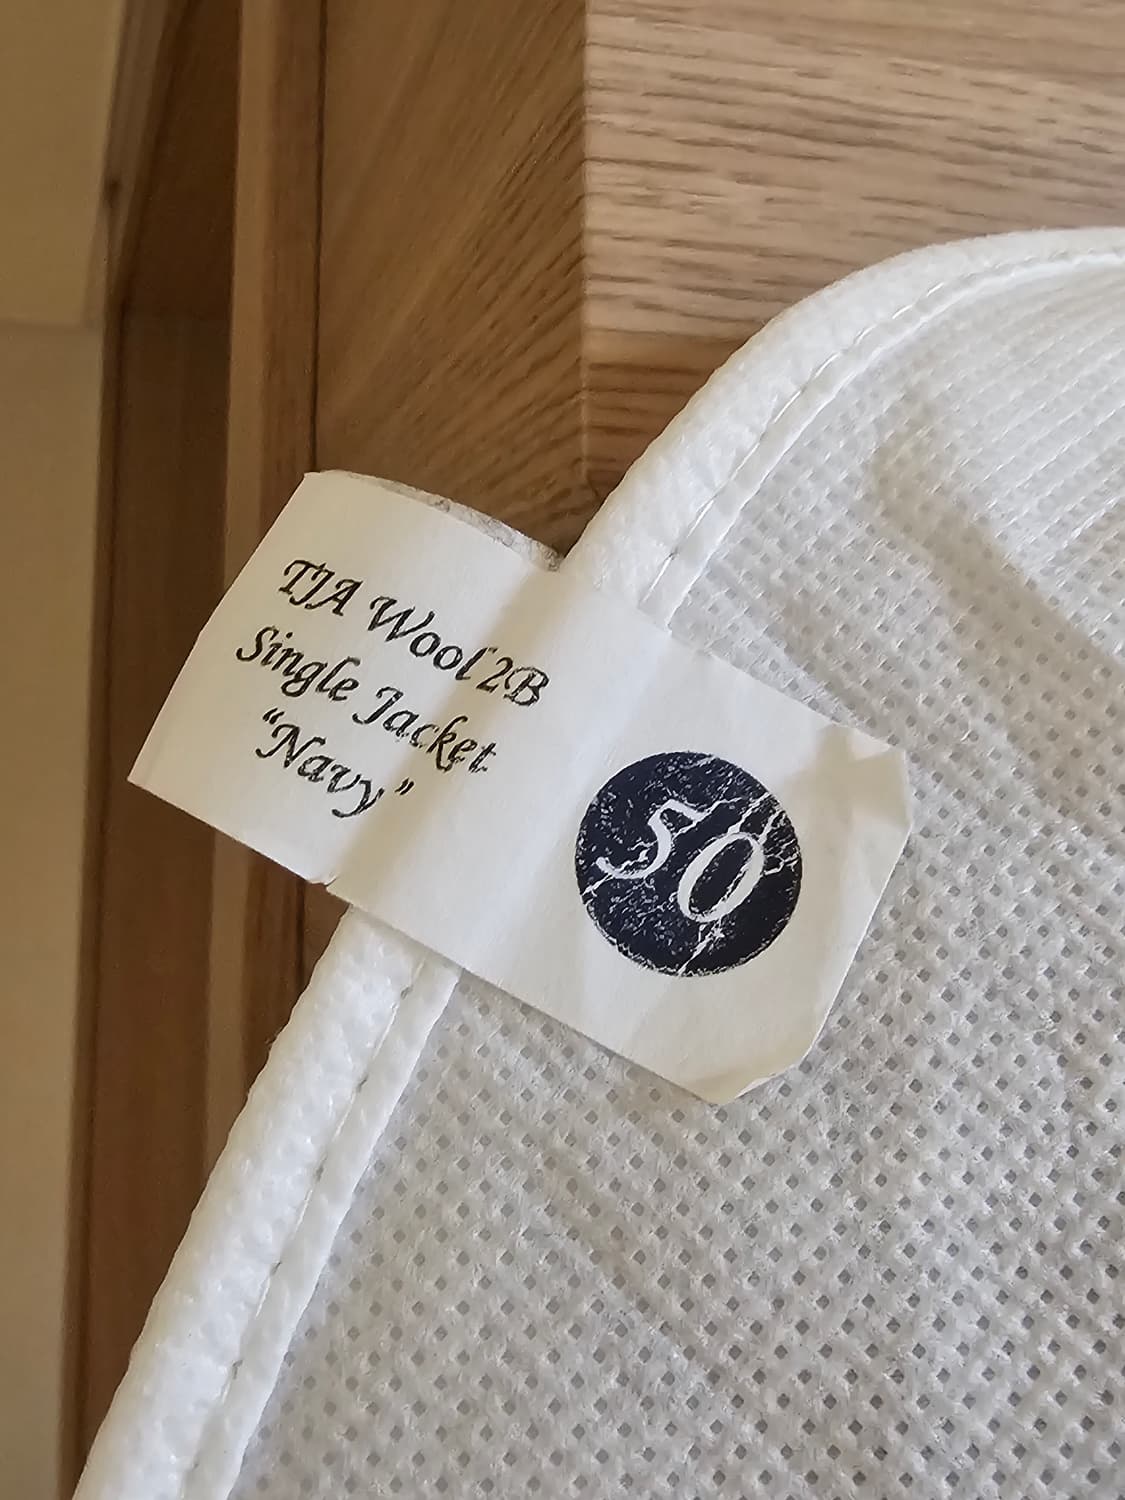 TJA Wool 2B
Single Jacket
“Navy”
50